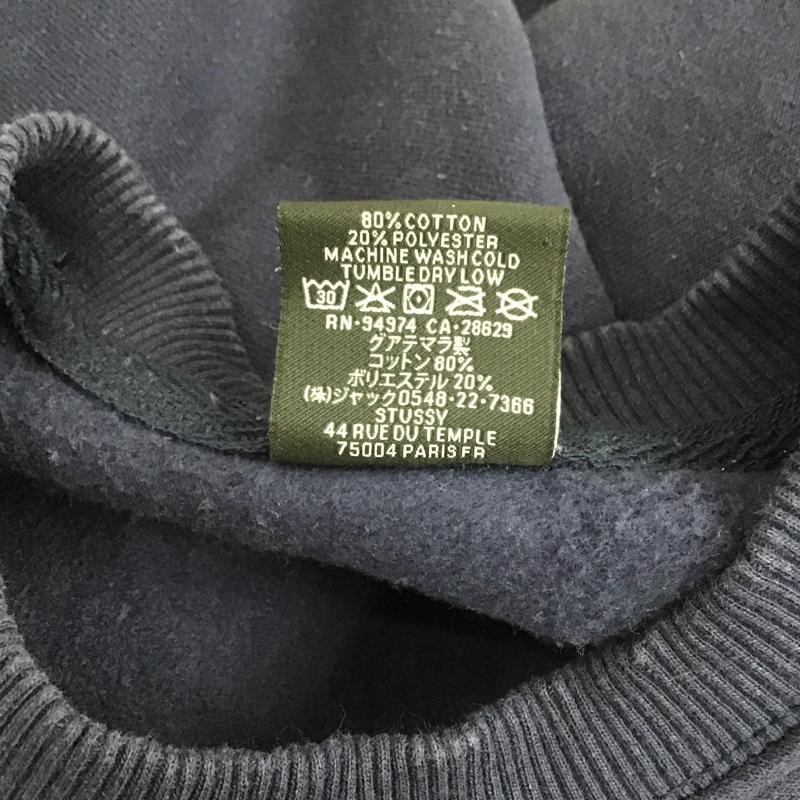 80% COTTON
20% POLYESTER
MACHINE WASH COLD
TUMBLE DRY LOW
30
RN·94974 CA·28629
グアテマラ製
コットン 80%
ポリエステル 20%
(株)ジャック0548·22·7366
STUSSY
44 RUE DU TEMPLE
75004 PARIS FR